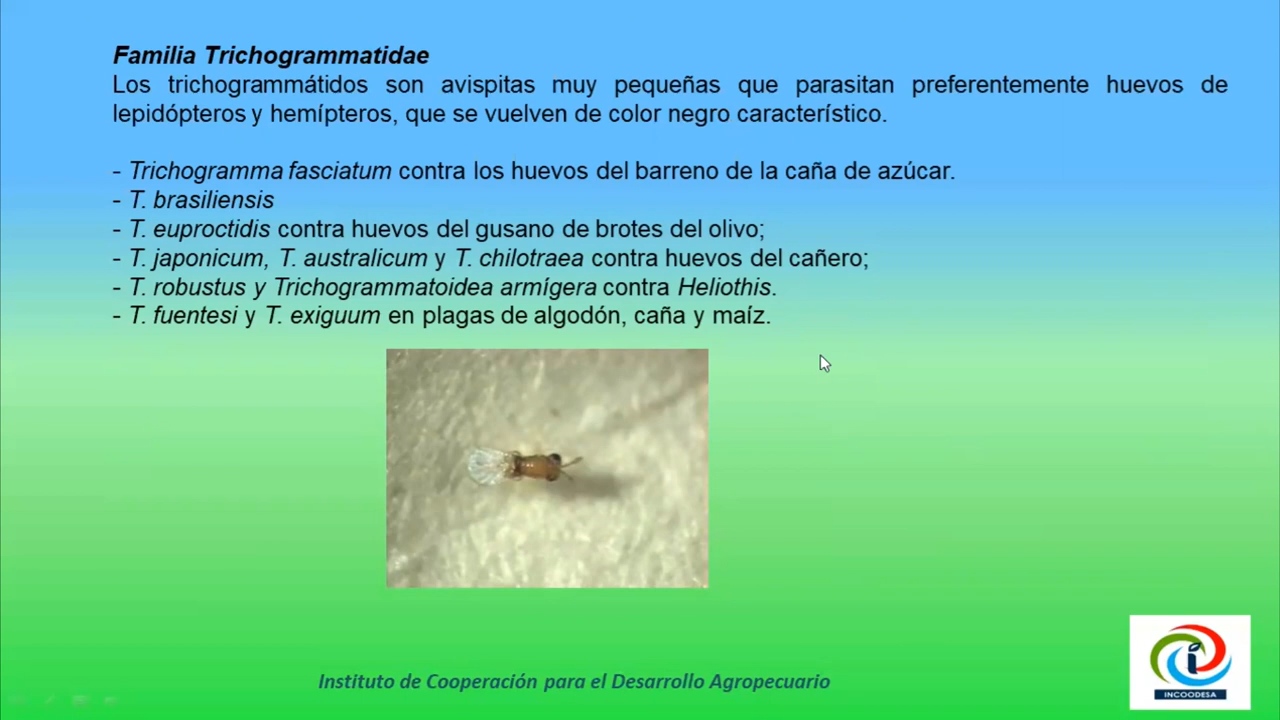 Familia Trichogrammatidae
Los trichogrammátidos son avispitas muy pequeñas que parasitan preferentemente huevos de
lepidópteros y hemípteros, que se vuelven de color negro característico.
- Trichogramma fasciatum contra los huevos del barreno de la caña de azúcar.
- T. brasiliensis
- T. euproctidis contra huevos del gusano de brotes del olivo;
- T. japonicum, T. australicum y T. chilotraea contra huevos del cañero;
- T. robustus y Trichogrammatoidea armígera contra Heliothis.
- T. fuentesi y T. exiguum en plagas de algodón, caña y maíz.
Instituto de Cooperación para el Desarrollo Agropecuario
INCOODESA